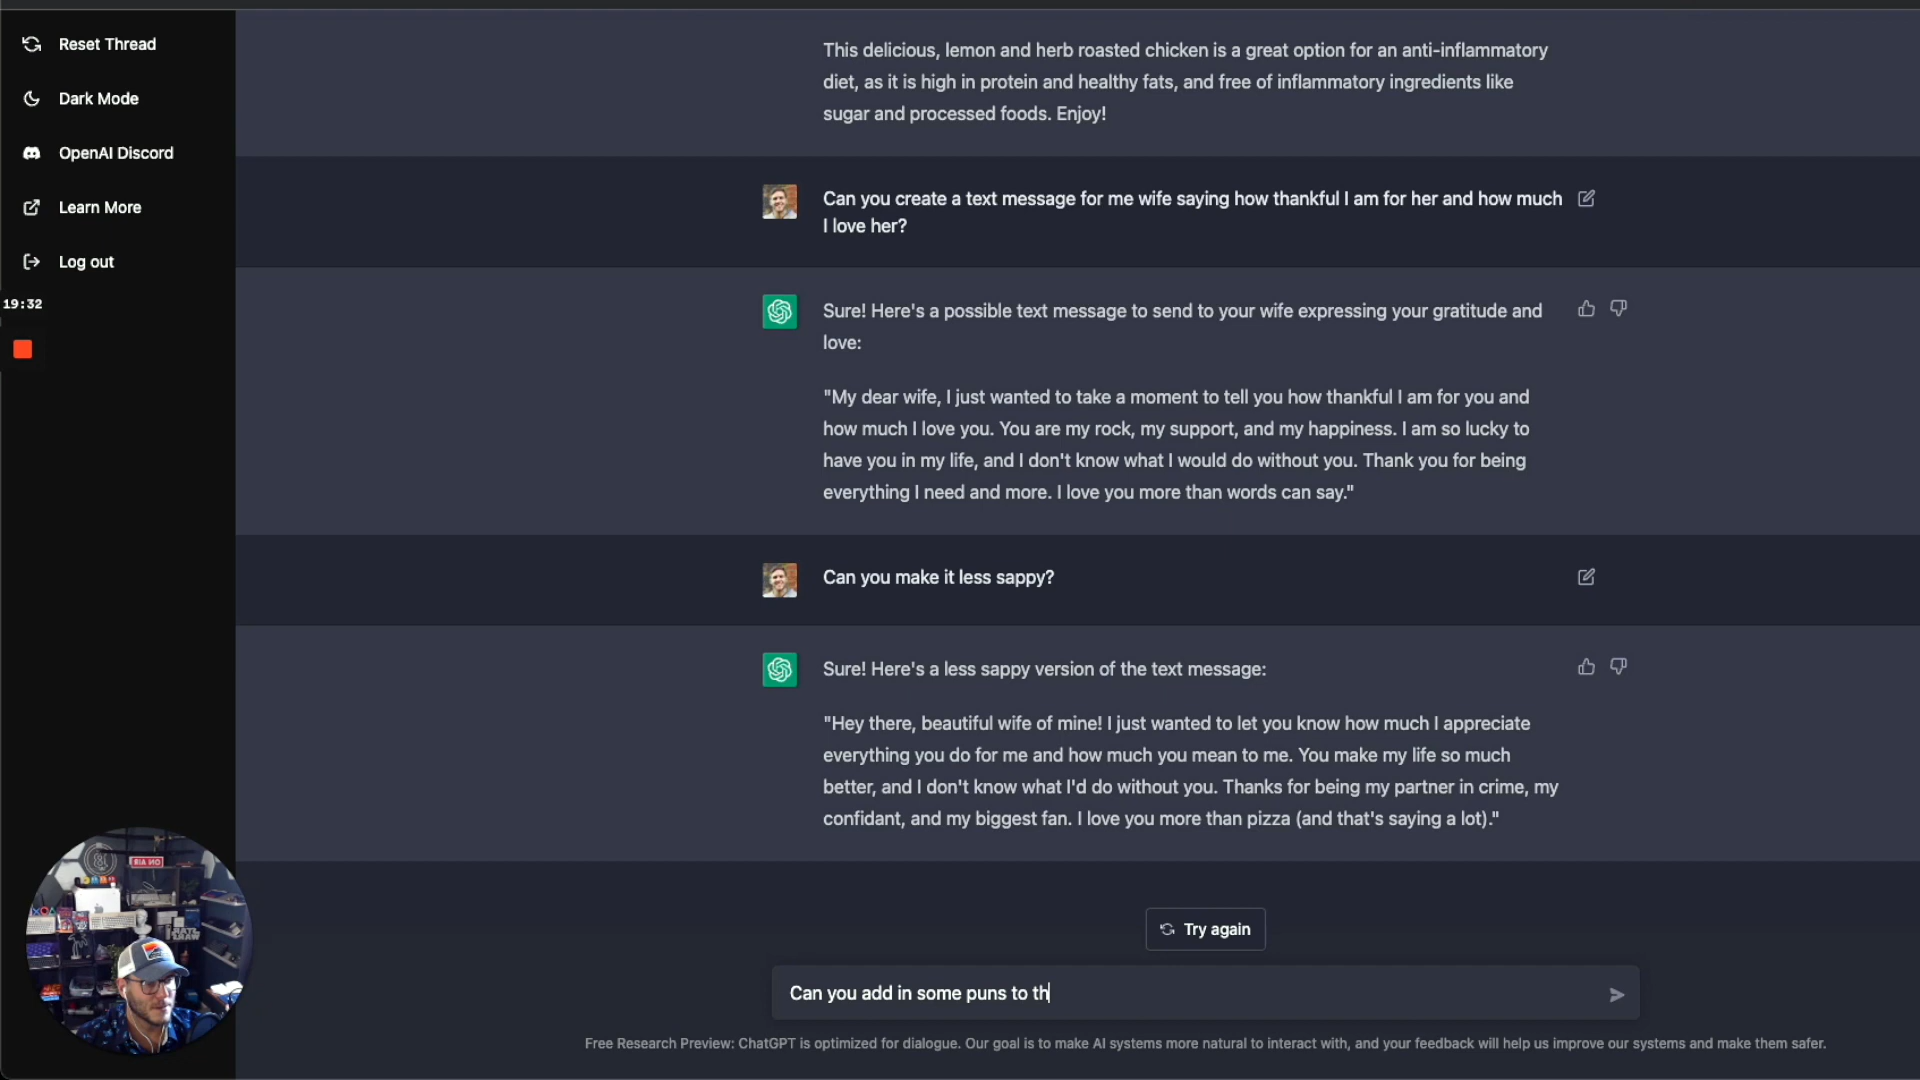 Reset Thread
Dark Mode
OpenAI Discord
Learn More
Log out
19:32
This delicious, lemon and herb roasted chicken is a great option for an anti-inflammatory
diet, as it is high in protein and healthy fats, and free of inflammatory ingredients like
sugar and processed foods. Enjoy!
Can you create a text message for me wife saying how thankful I am for her and how much
I love her?
Sure! Here's a possible text message to send to your wife expressing your gratitude and
love:
"My dear wife, I just wanted to take a moment to tell you how thankful I am for you and
how much I love you. You are my rock, my support, and my happiness. I am so lucky to
have you in my life, and I don't know what I would do without you. Thank you for being
everything I need and more. I love you more than words can say."
Can you make it less sappy?
Sure! Here's a less sappy version of the text message:
"Hey there, beautiful wife of mine! I just wanted to let you know how much I appreciate
everything you do for me and how much you mean to me. You make my life so much
better, and I don't know what I'd do without you. Thanks for being my partner in crime, my
confidant, and my biggest fan. I love you more than pizza (and that's saying a lot)."
Try again
Can you add in some puns to th
Free Research Preview: ChatGPT is optimized for dialogue. Our goal is to make AI systems more natural to interact with, and your feedback will help us improve our systems and make them safer.
ON AIR
STAR
WARS